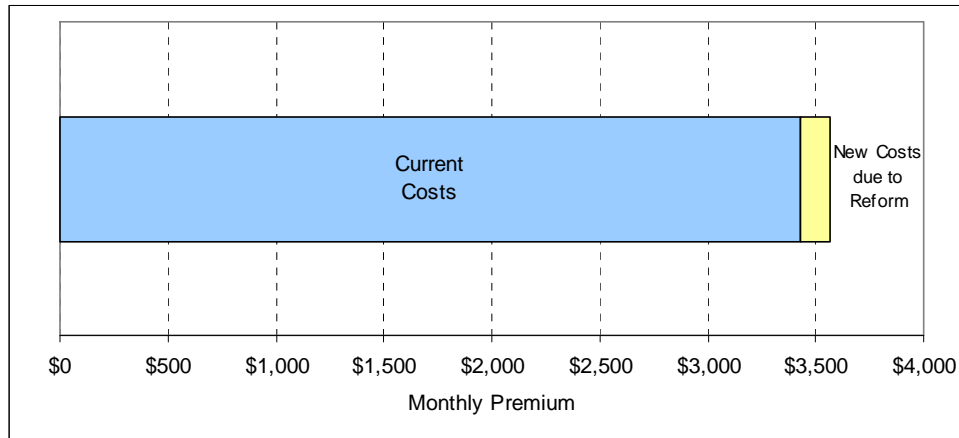 Current
Costs
New Costs
due to
Reform
$0 $500 $1,000 $1,500 $2,000 $2,500 $3,000 $3,500 $4,000
Monthly Premium